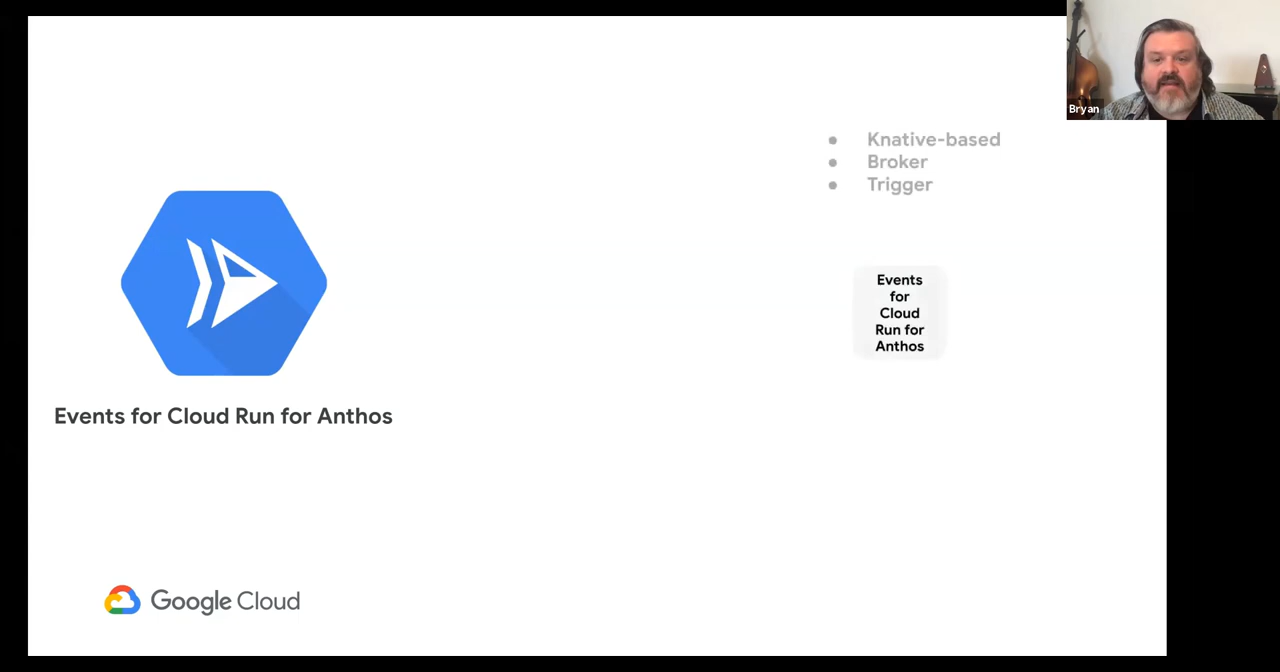 Bryan
Knative-based
Broker
Trigger
Events
for
Cloud
Run for
Anthos
Events for Cloud Run for Anthos
Google Cloud